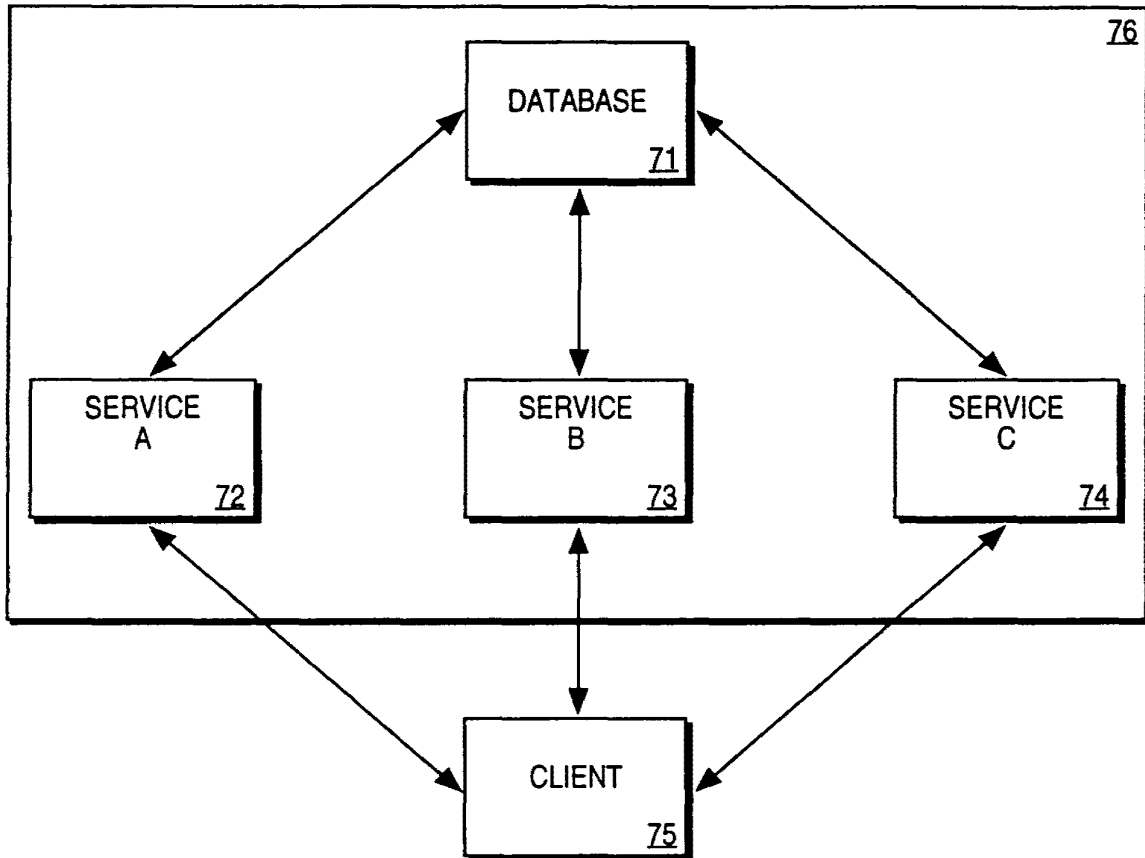 76
DATABASE
71
SERVICE
A
72
SERVICE
B
73
SERVICE
C
74
CLIENT
75